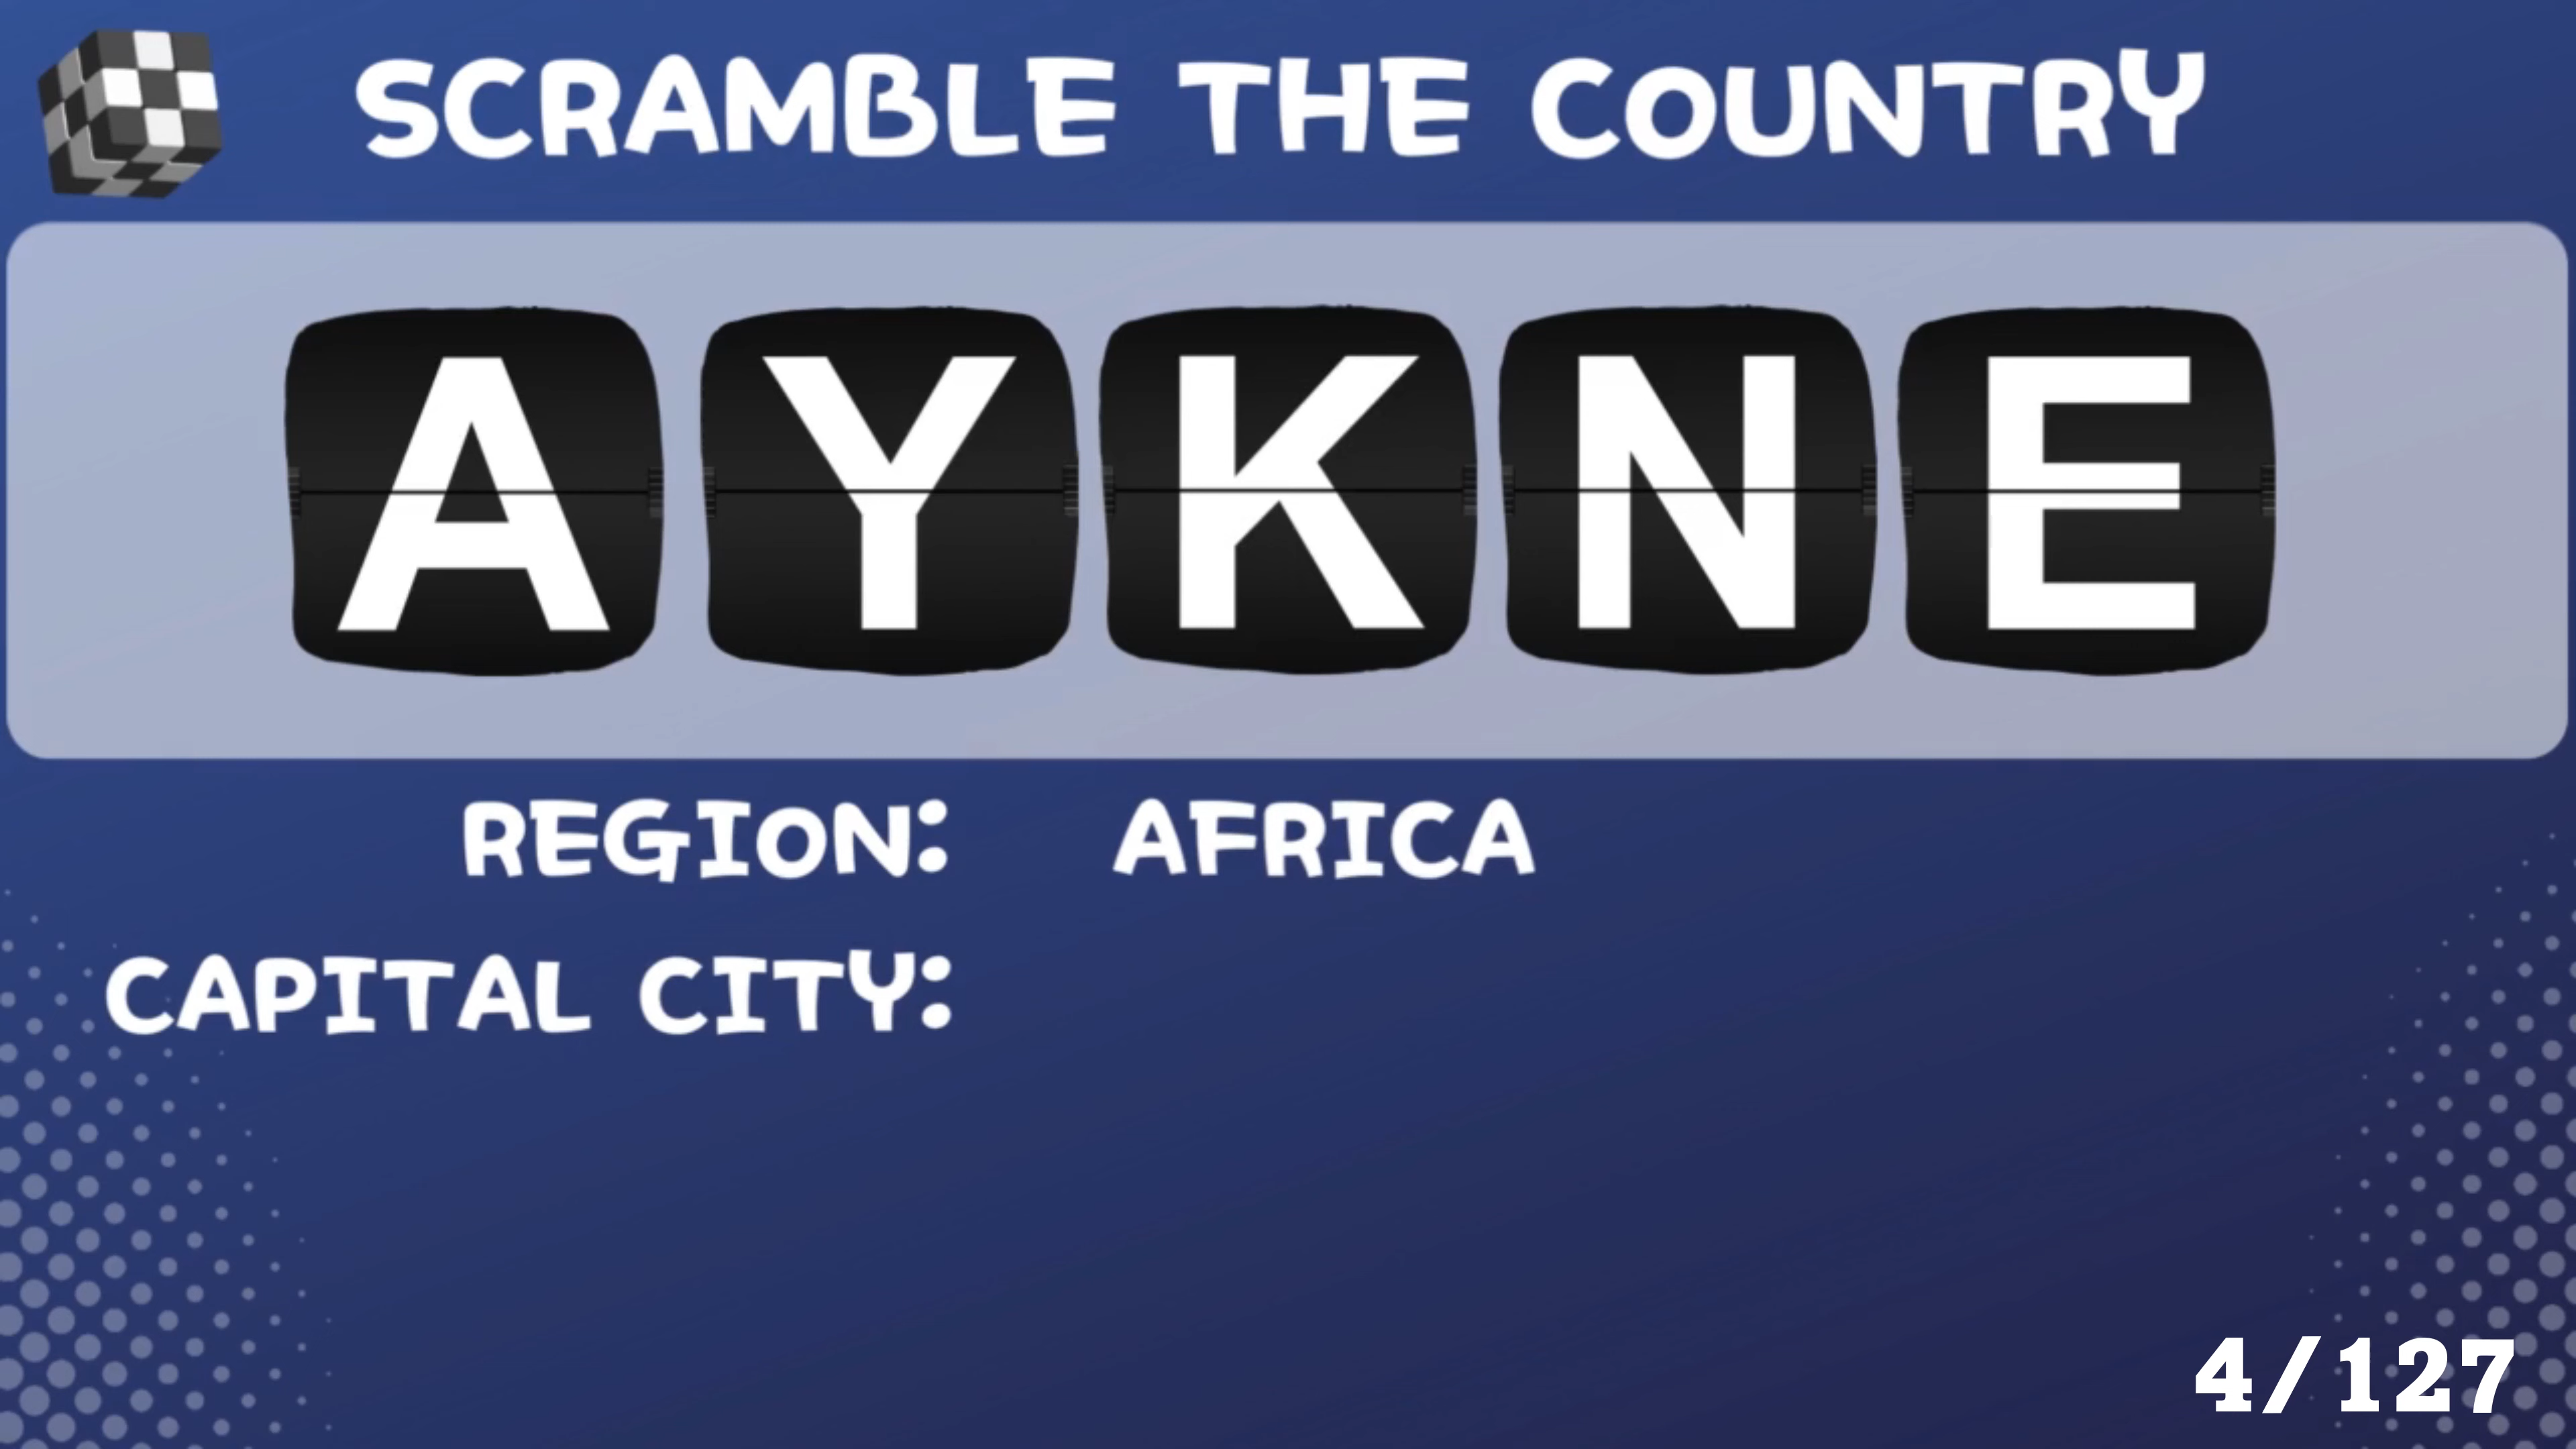 SCRAMBLE THE COUNTRY
AYKNE
REGION: AFRICA
CAPITAL CITY:
4/127